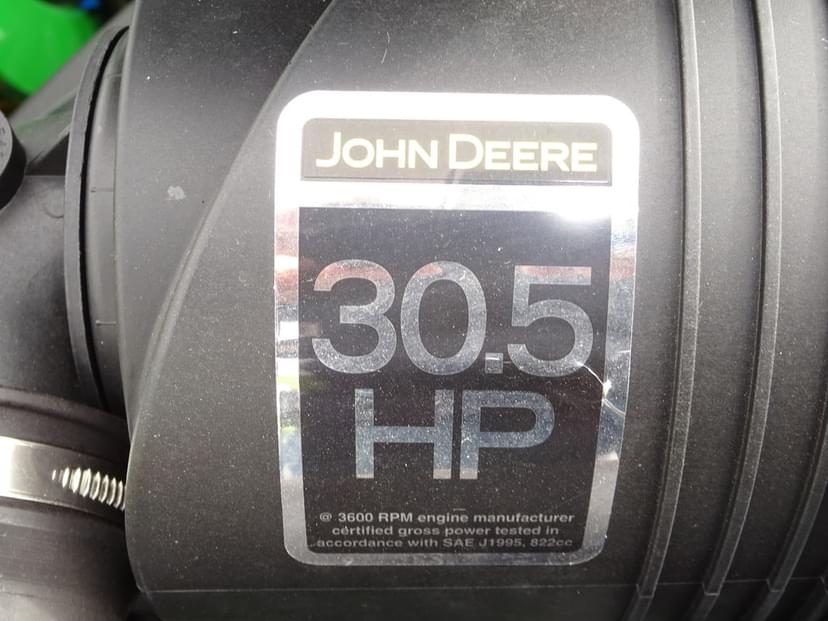 JOHN DEERE
30.5
HP
@ 3600 RPM engine manufacturer
certified gross power tested in
accordance with SAE J1995, 822cc